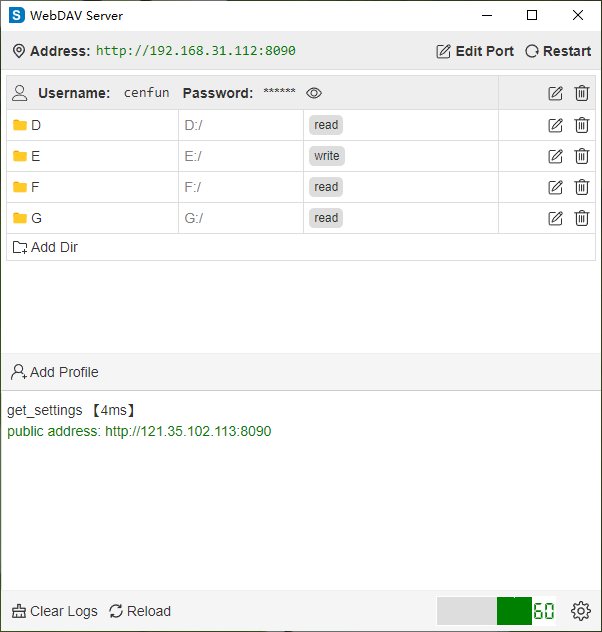 S WebDAV Server
Address: http://192.168.31.112:8090 Edit Port Restart
Username: cenfun Password: ******
D D:/ read
E E:/ write
F F:/ read
G G:/ read
Add Dir
Add Profile
get_settings 【4ms】
public address: http://121.35.102.113:8090
Clear Logs Reload 60